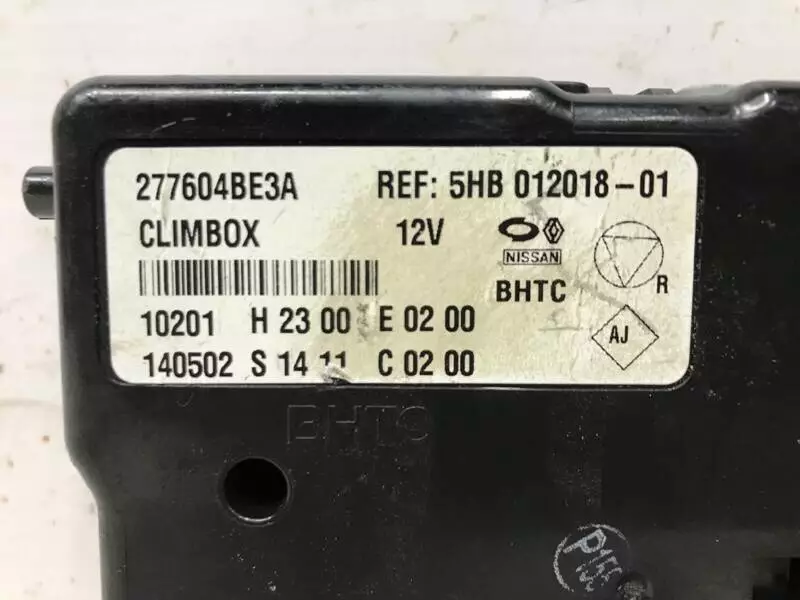 277604BE3A REF: 5HB 012018-01
CLIMBOX 12V
NISSAN
BHTC
R
10201 H 23 00 E 02 00
AJ
140502 S 14 11 C 02 00
BHTC